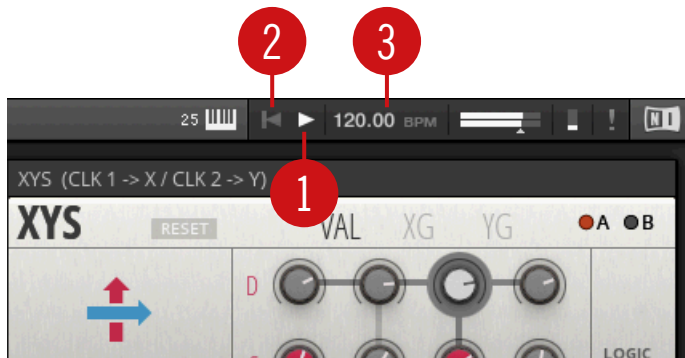 2 3
25 120.00 BPM ! NI
1
XYS (CLK 1 -> X / CLK 2 -> Y)
XYS RESET VAL XG YG A B
D
LOGIC